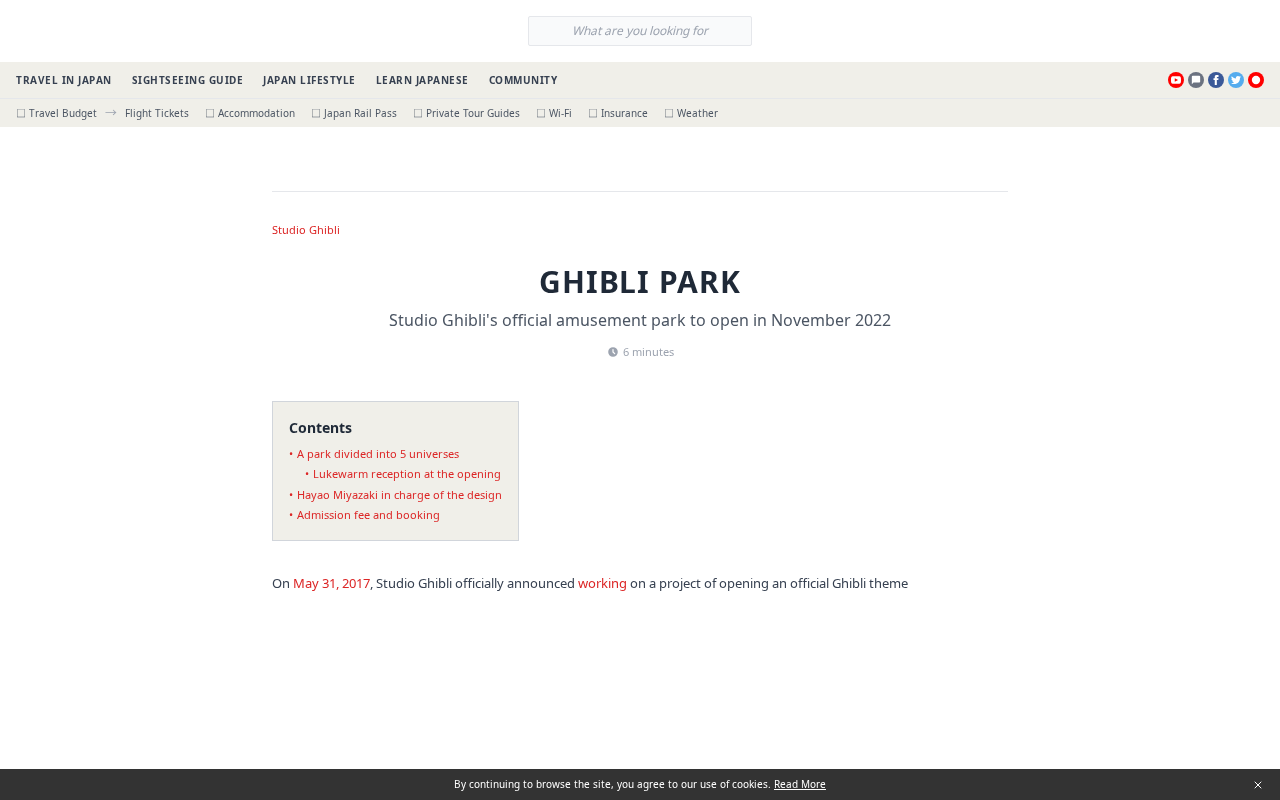 What are you looking for
TRAVEL IN JAPAN SIGHTSEEING GUIDE JAPAN LIFESTYLE LEARN JAPANESE COMMUNITY
Travel Budget → Flight Tickets Accommodation Japan Rail Pass Private Tour Guides Wi-Fi Insurance Weather
Studio Ghibli
GHIBLI PARK
Studio Ghibli's official amusement park to open in November 2022
6 minutes
Contents
• A park divided into 5 universes
• Lukewarm reception at the opening
• Hayao Miyazaki in charge of the design
• Admission fee and booking
On May 31, 2017, Studio Ghibli officially announced working on a project of opening an official Ghibli theme
By continuing to browse the site, you agree to our use of cookies. Read More